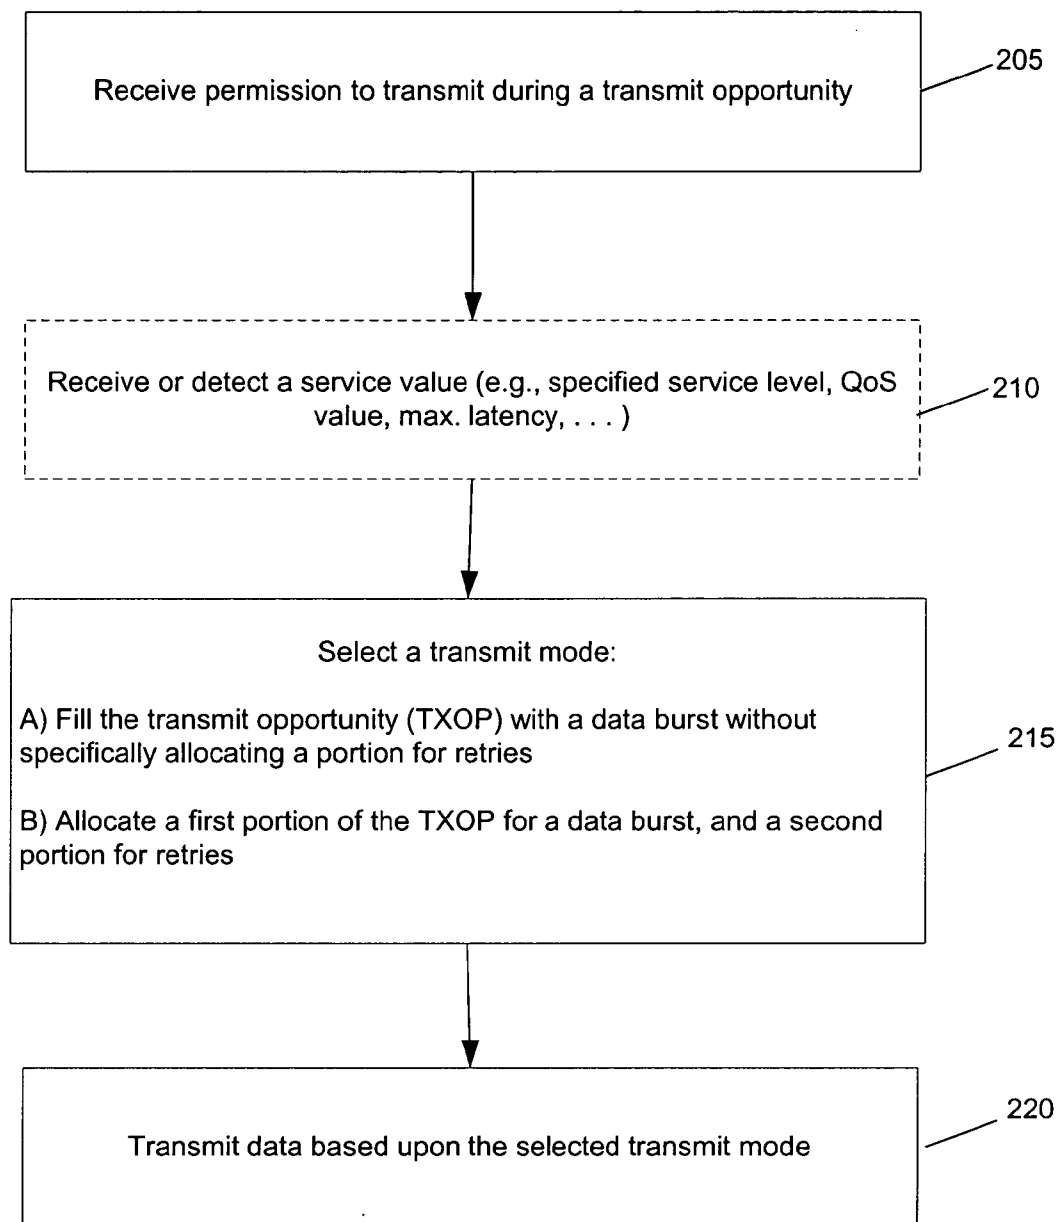 Receive permission to transmit during a transmit opportunity
205
Receive or detect a service value (e.g., specified service level, QoS
value, max. latency, . . . )
210
Select a transmit mode:
A) Fill the transmit opportunity (TXOP) with a data burst without
specifically allocating a portion for retries
B) Allocate a first portion of the TXOP for a data burst, and a second
portion for retries
215
Transmit data based upon the selected transmit mode
220